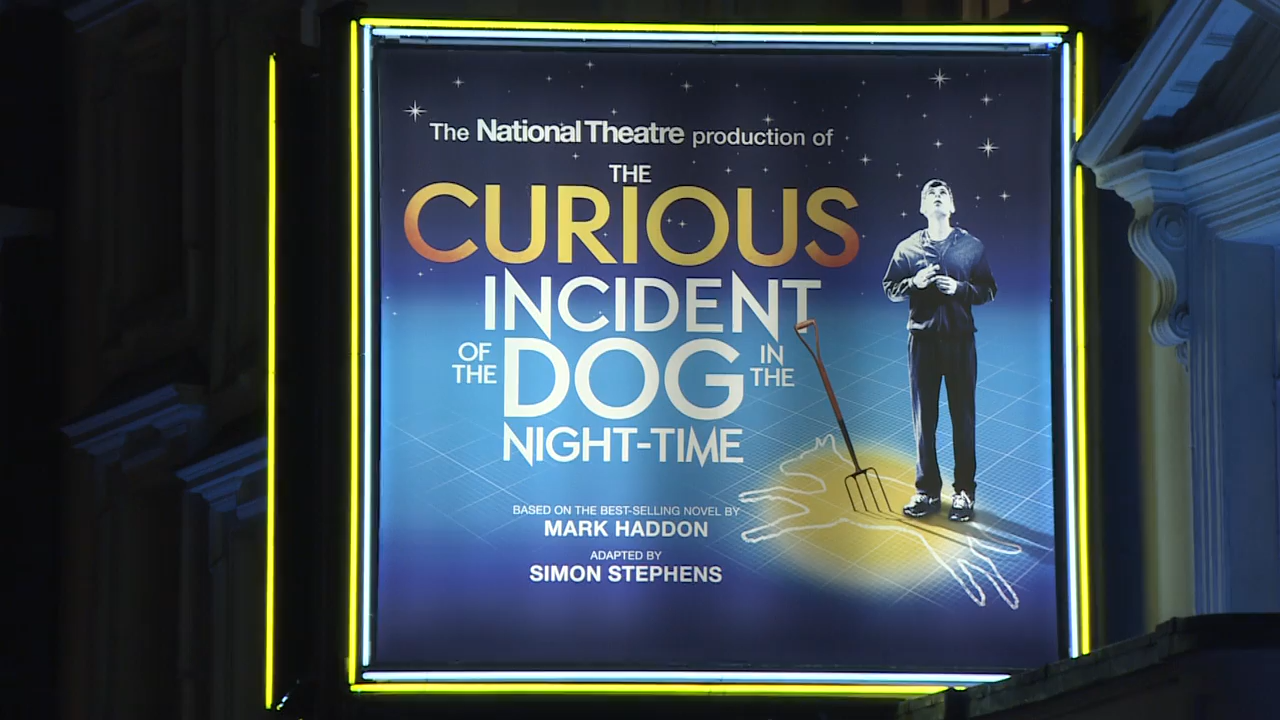 The National Theatre production of
THE
CURIOUS
INCIDENT
OF THE DOG IN THE
NIGHT-TIME
BASED ON THE BEST-SELLING NOVEL BY
MARK HADDON
ADAPTED BY
SIMON STEPHENS